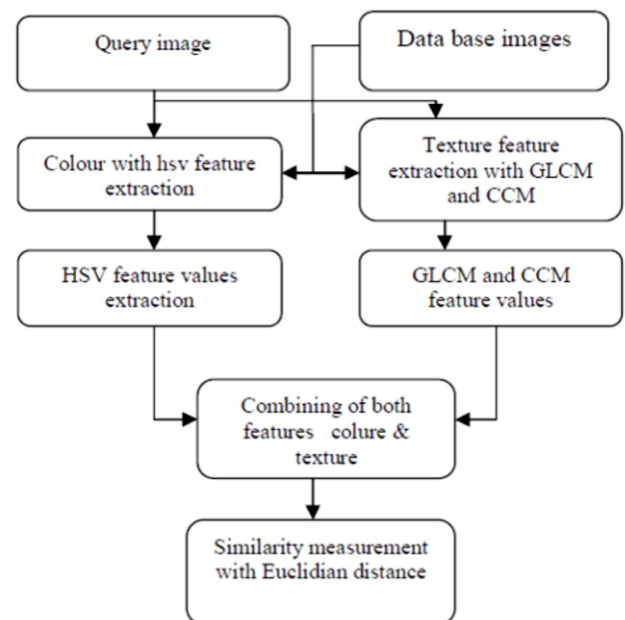 Query image
Data base images
Colour with hsv feature
extraction
Texture feature
extraction with GLCM
and CCM
HSV feature values
extraction
GLCM and CCM
feature values
Combining of both
features colure &
texture
Similarity measurement
with Euclidian distance